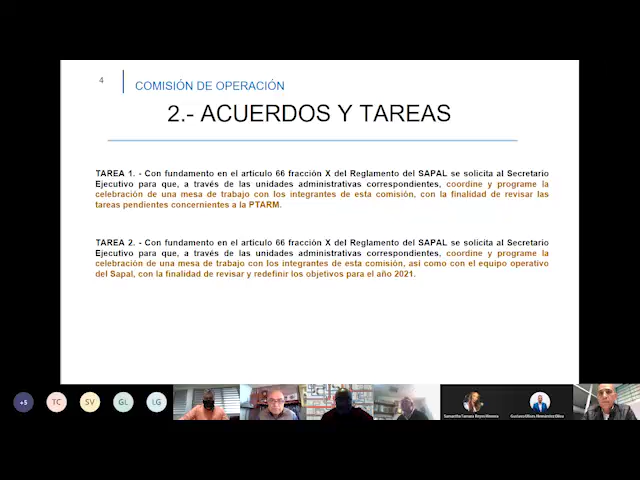 4
COMISIÓN DE OPERACIÓN
2.- ACUERDOS Y TAREAS
TAREA 1. - Con fundamento en el artículo 66 fracción X del Reglamento del SAPAL se solicita al Secretario
Ejecutivo para que, a través de las unidades administrativas correspondientes, coordine y programe la
celebración de una mesa de trabajo con los integrantes de esta comisión, con la finalidad de revisar las
tareas pendientes concernientes a la PTARM.
TAREA 2. - Con fundamento en el artículo 66 fracción X del Reglamento del SAPAL se solicita al Secretario
Ejecutivo para que, a través de las unidades administrativas correspondientes, coordine y programe la
celebración de una mesa de trabajo con los integrantes de esta comisión, así como con el equipo operativo
del Sapal, con la finalidad de revisar y redefinir los objetivos para el año 2021.
+5
TC
SV
GL
LG
Samantha Tamara Reyes
Gustavo Hernández